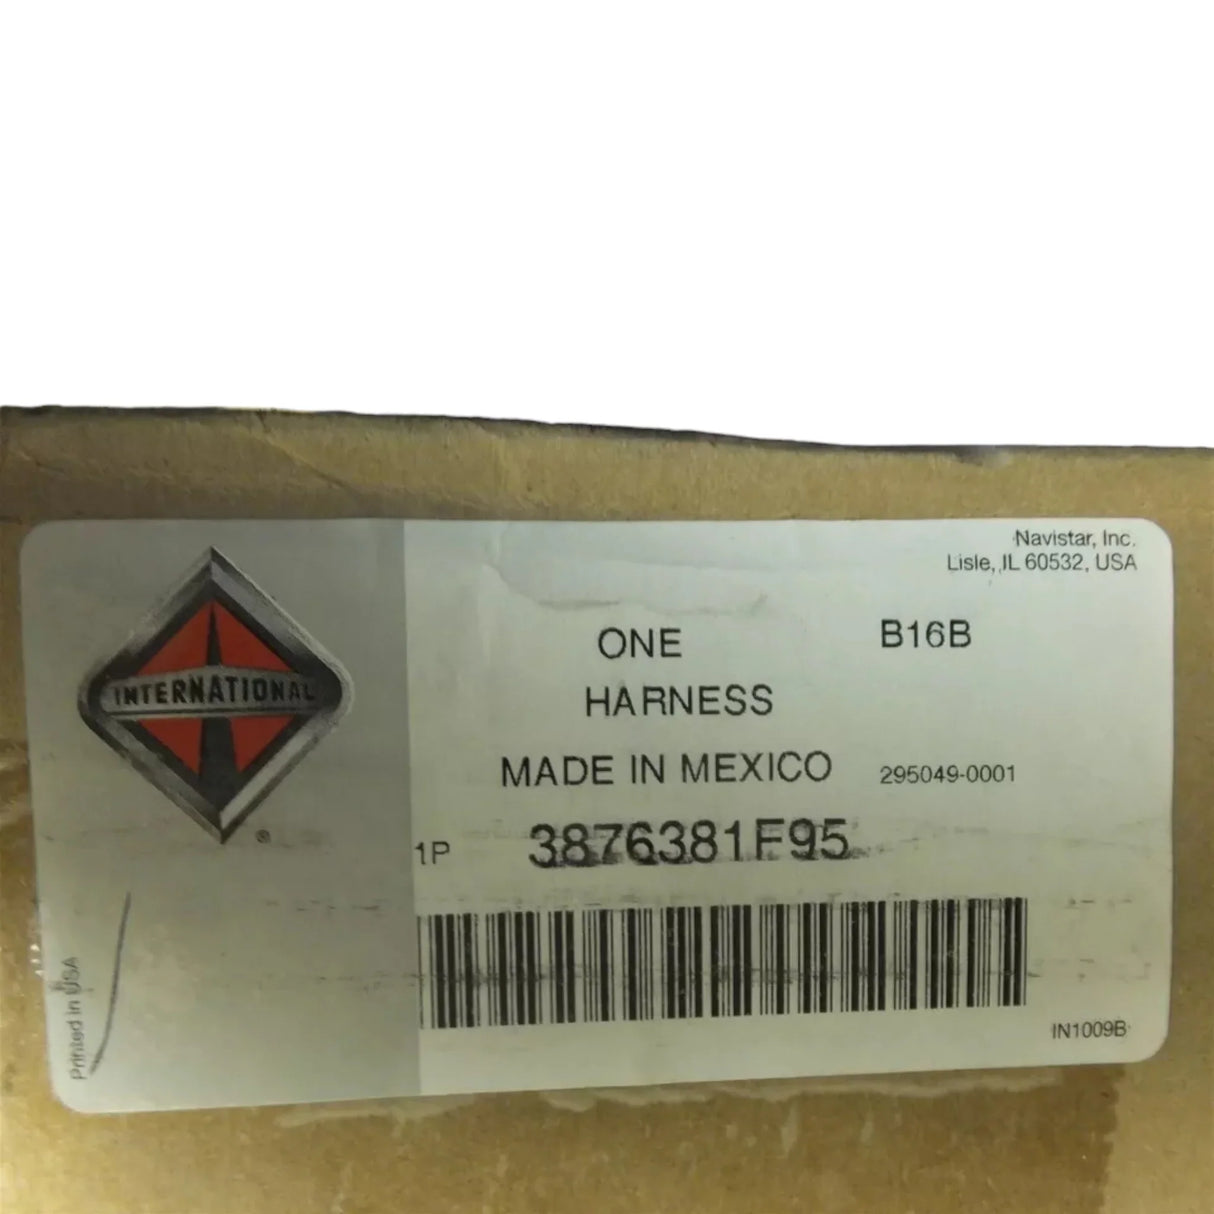 Navistar, Inc.
Lisle, IL 60532, USA
INTERNATIONAL
®
ONE
B16B
HARNESS
MADE IN MEXICO
295049-0001
1P
3876381F95
Printed in USA
IN1009B